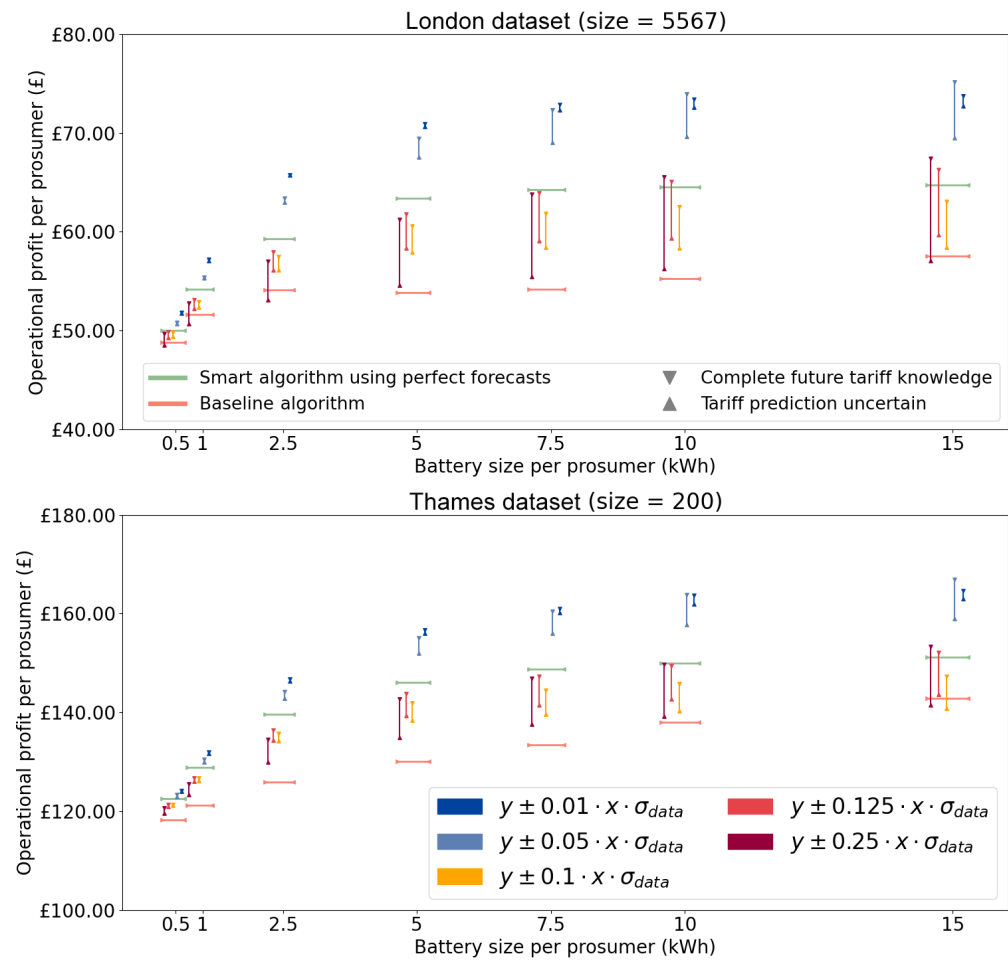 London dataset (size = 5567)
Operational profit per prosumer (£)
£80.00
£70.00
£60.00
£50.00
£40.00
Smart algorithm using perfect forecasts
Baseline algorithm
Complete future tariff knowledge
Tariff prediction uncertain
0.5 1 2.5 5 7.5 10 15
Battery size per prosumer (kWh)
Thames dataset (size = 200)
Operational profit per prosumer (£)
£180.00
£160.00
£140.00
£120.00
£100.00
y ± 0.01 · x · σdata
y ± 0.05 · x · σdata
y ± 0.1 · x · σdata
y ± 0.125 · x · σdata
y ± 0.25 · x · σdata
0.5 1 2.5 5 7.5 10 15
Battery size per prosumer (kWh)